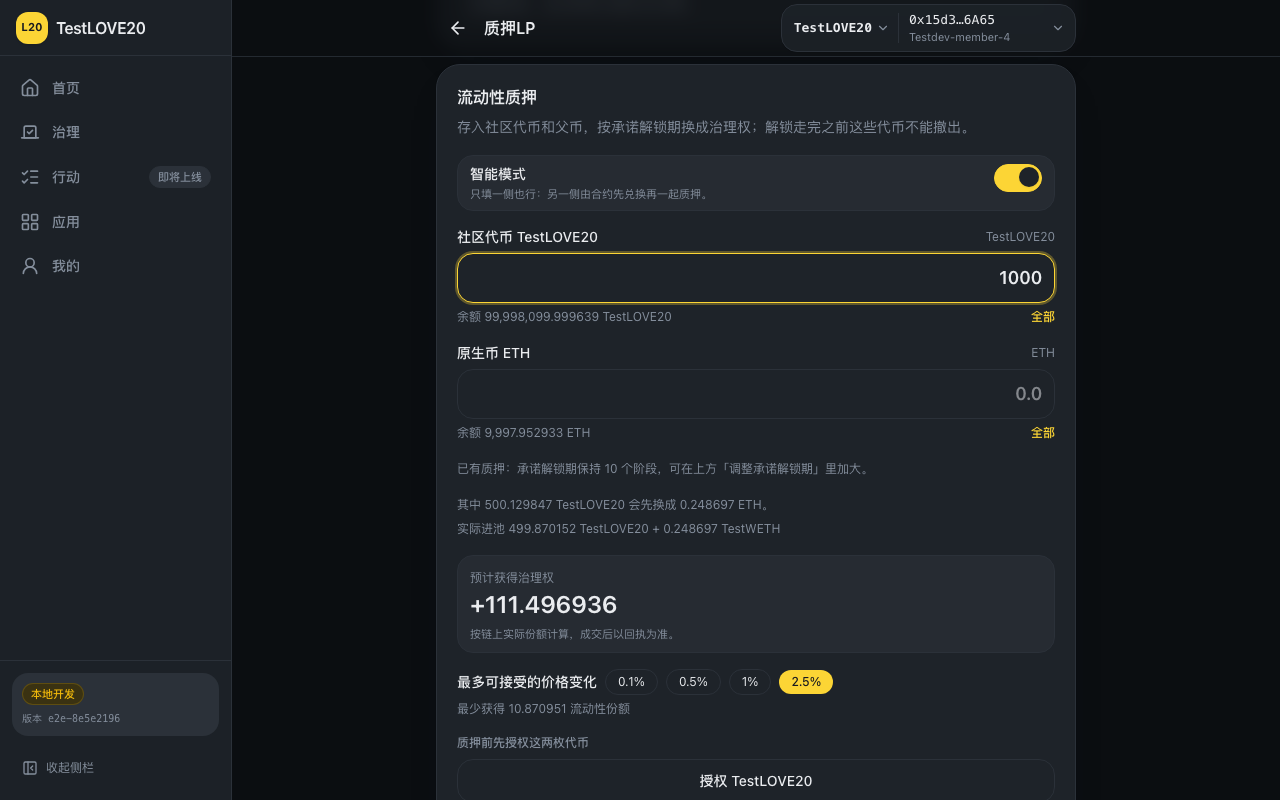 L20 TestLOVE20
首页
治理
行动 即将上线
应用
我的
本地开发
版本 e2e-8e5e2196
收起侧栏
质押LP
TestLOVE20
0x15d3…6A65
Testdev-member-4
流动性质押
存入社区代币和父币，按承诺解锁期换成治理权；解锁走完之前这些代币不能撤出。
智能模式
只填一侧也行：另一侧由合约先兑换再一起质押。
社区代币 TestLOVE20 TestLOVE20
1000
余额 99,998,099.999639 TestLOVE20 全部
原生币 ETH ETH
0.0
余额 9,997.952933 ETH 全部
已有质押：承诺解锁期保持 10 个阶段，可在上方「调整承诺解锁期」里加大。
其中 500.129847 TestLOVE20 会先换成 0.248697 ETH。
实际进池 499.870152 TestLOVE20 + 0.248697 TestWETH
预计获得治理权
+111.496936
按链上实际份额计算，成交后以回执为准。
最多可接受的价格变化 0.1% 0.5% 1% 2.5%
最少获得 10.870951 流动性份额
质押前先授权这两枚代币
授权 TestLOVE20